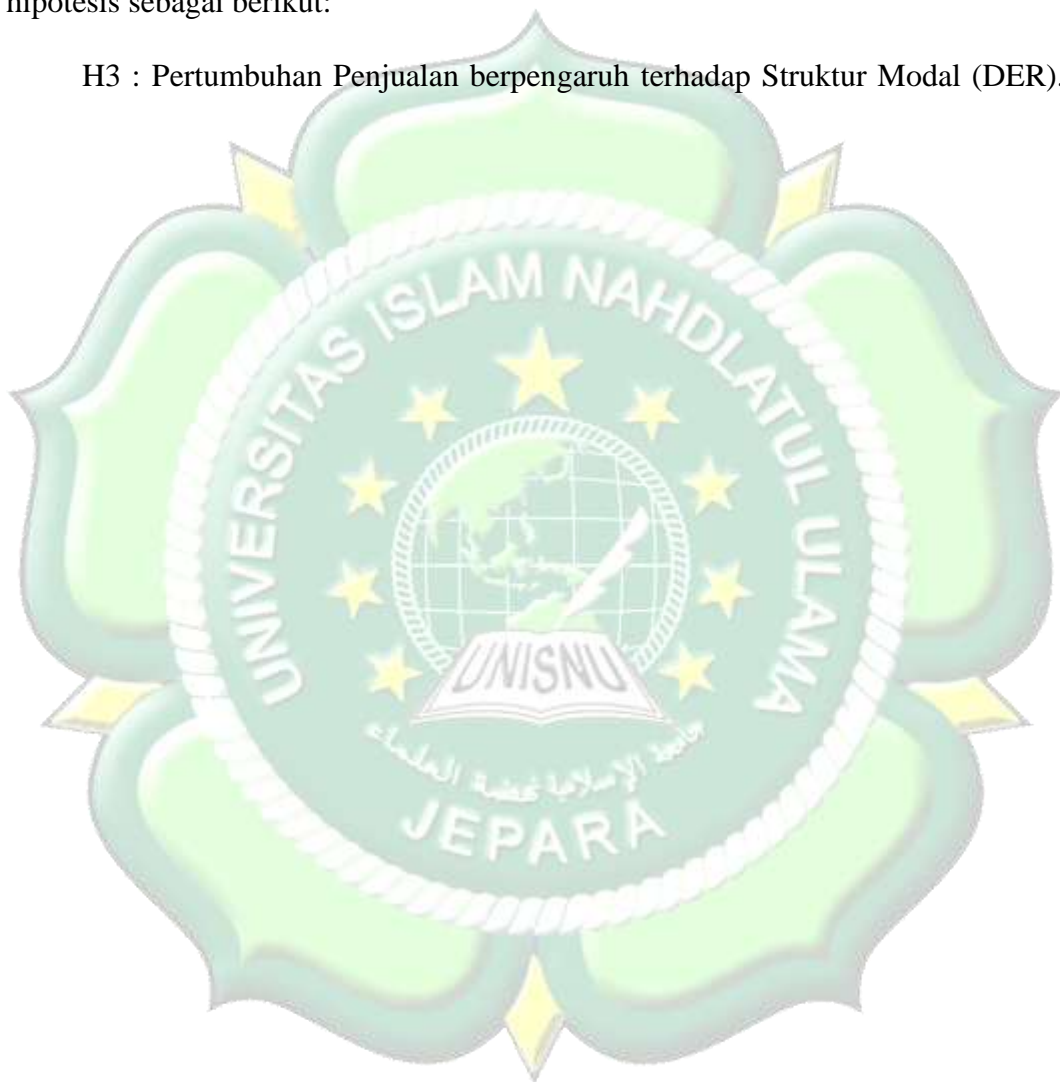 hipotesis sebagai berikut:
H3 : Pertumbuhan Penjualan berpengaruh terhadap Struktur Modal (DER).
UNIVERSITAS ISLAM NAHDLATUL ULAMA
UNISNU
JEPARA